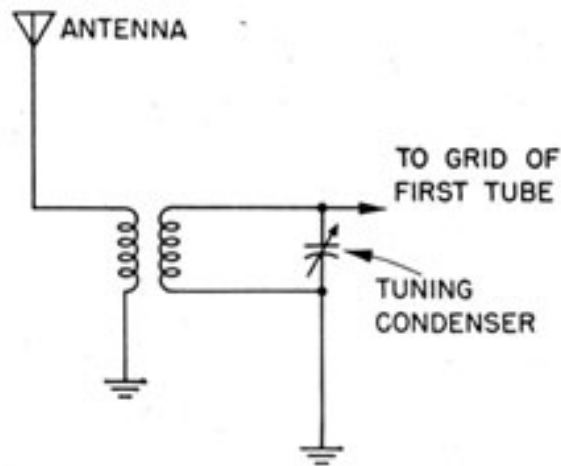 ANTENNA
TO GRID OF
FIRST TUBE
TUNING
CONDENSER